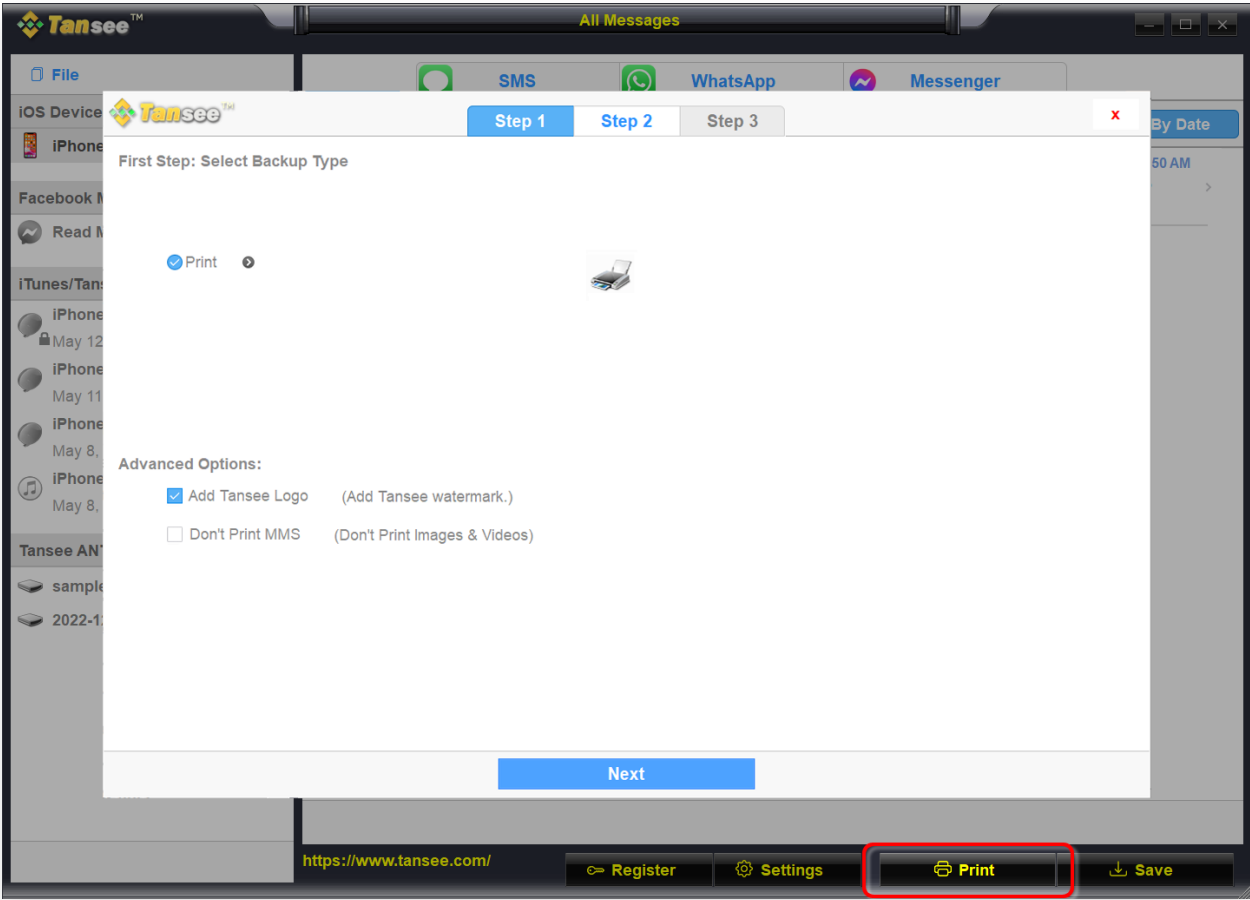 Tansee™
All Messages
File
SMS
WhatsApp
Messenger
iOS Device
Tansee™
Step 1
Step 2
Step 3
x
By Date
iPhone
First Step: Select Backup Type
50 AM
Facebook M
Read M
Print
iTunes/Tans
iPhone
May 12
iPhone
May 11
iPhone
May 8,
Advanced Options:
iPhone
Add Tansee Logo (Add Tansee watermark.)
May 8,
Don't Print MMS (Don't Print Images & Videos)
Tansee AN
sample
2022-1
Next
https://www.tansee.com/
Register
Settings
Print
Save